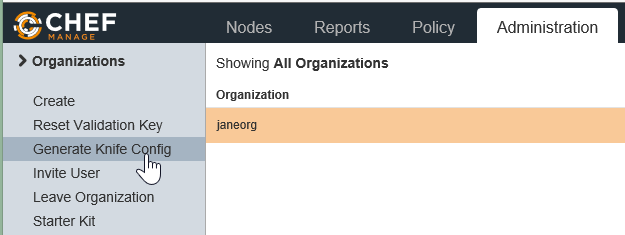 CHEF
MANAGE
Nodes
Reports
Policy
Administration
Organizations
Create
Reset Validation Key
Generate Knife Config
Invite User
Leave Organization
Starter Kit
Showing All Organizations
Organization
janeorg